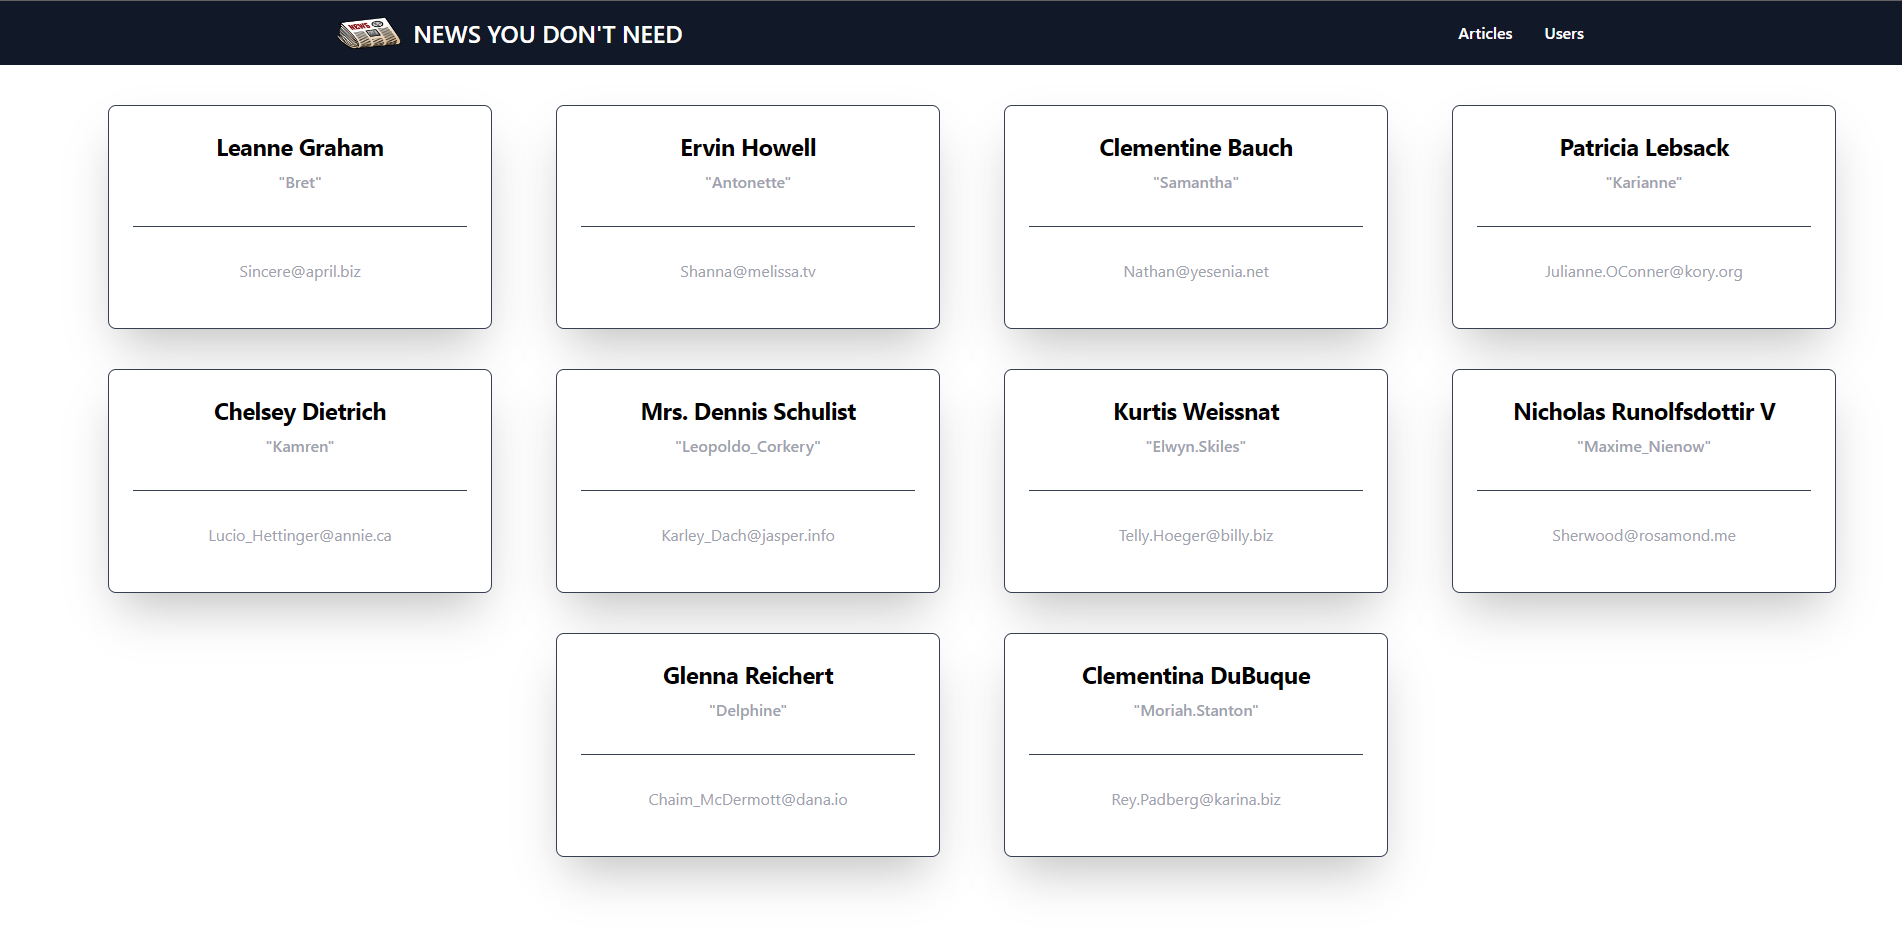 NEWS
NEWS YOU DON'T NEED
Articles
Users
Leanne Graham
"Bret"
Sincere@april.biz
Ervin Howell
"Antonette"
Shanna@melissa.tv
Clementine Bauch
"Samantha"
Nathan@yesenia.net
Patricia Lebsack
"Karianne"
Julianne.OConner@kory.org
Chelsey Dietrich
"Kamren"
Lucio_Hettinger@annie.ca
Mrs. Dennis Schulist
"Leopoldo_Corkery"
Karley_Dach@jasper.info
Kurtis Weissnat
"Elwyn.Skiles"
Telly.Hoeger@billy.biz
Nicholas Runolfsdottir V
"Maxime_Nienow"
Sherwood@rosamond.me
Glenna Reichert
"Delphine"
Chaim_McDermott@dana.io
Clementina DuBuque
"Moriah.Stanton"
Rey.Padberg@karina.biz